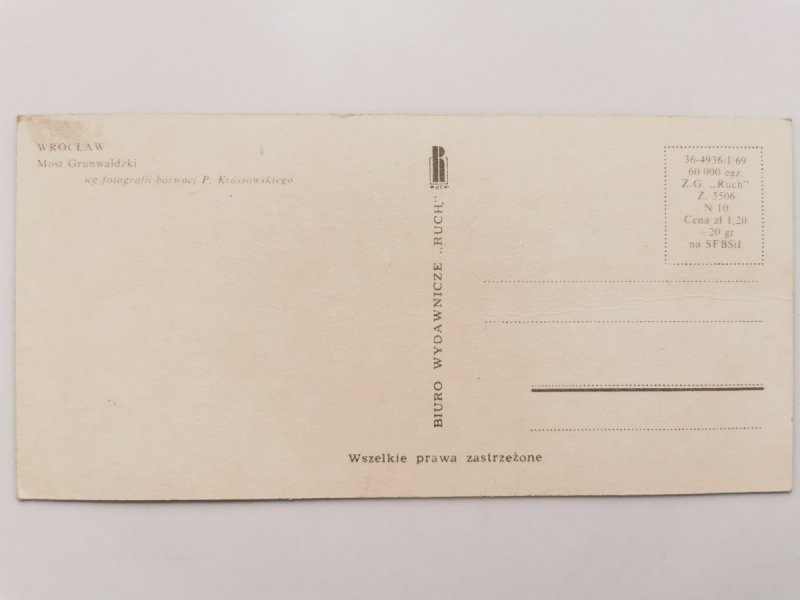 WROCŁAW
Most Grunwaldzki
wg fotografii barwnej P. Krassowskiego
RUCH
BIURO WYDAWNICZE „RUCH”
36-4936/I/69
60 000 egz.
Z.G. „Ruch”
Z. 3506
N 10
Cena zł 1,20
+20 gr
na SFBSiI
Wszelkie prawa zastrzeżone